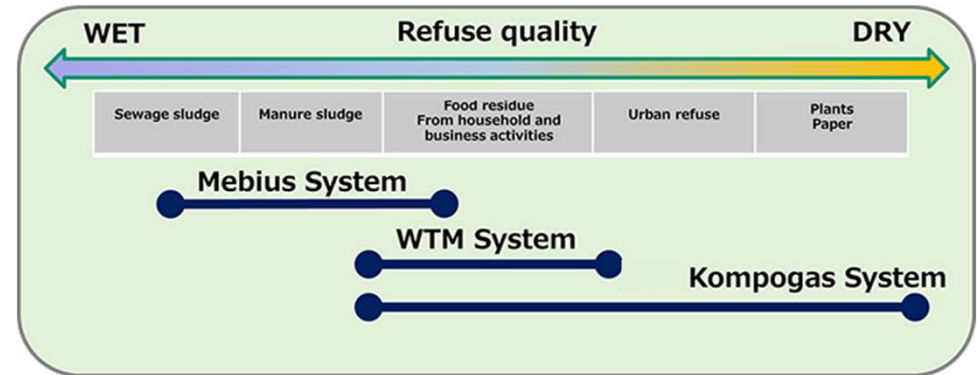 WET Refuse quality DRY
Sewage sludge
Manure sludge
Food residue
From household and
business activities
Urban refuse
Plants
Paper
Mebius System
WTM System
Kompogas System